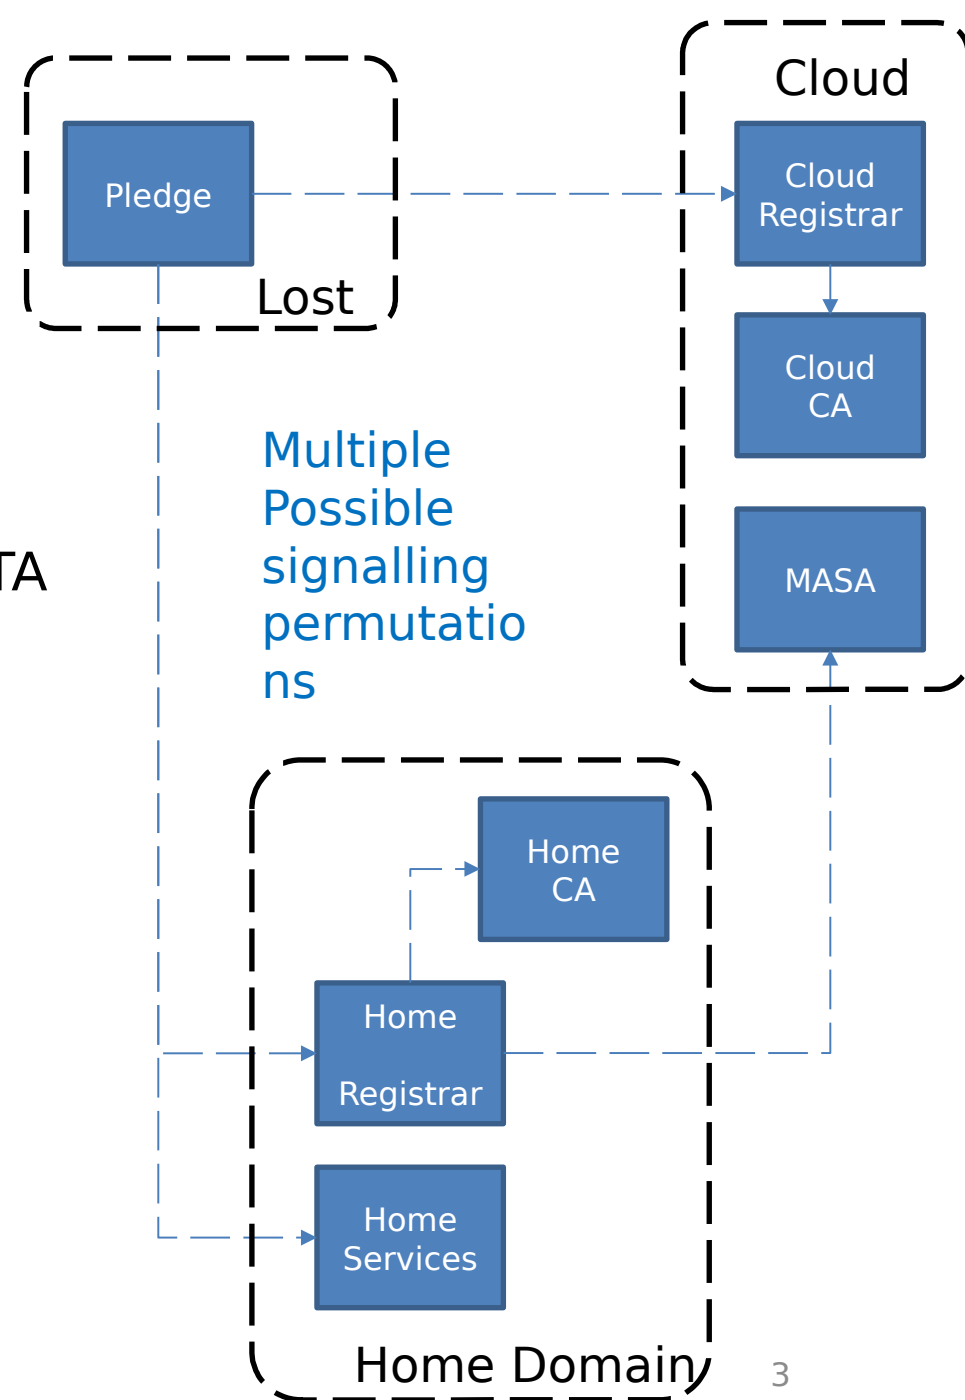 Cloud
Pledge
Cloud
Registrar
Lost
Cloud
CA
Multiple
Possible
signalling
permutatio
ns
TA
MASA
Home
CA
Home
Registrar
Home
Services
Home Domain
3